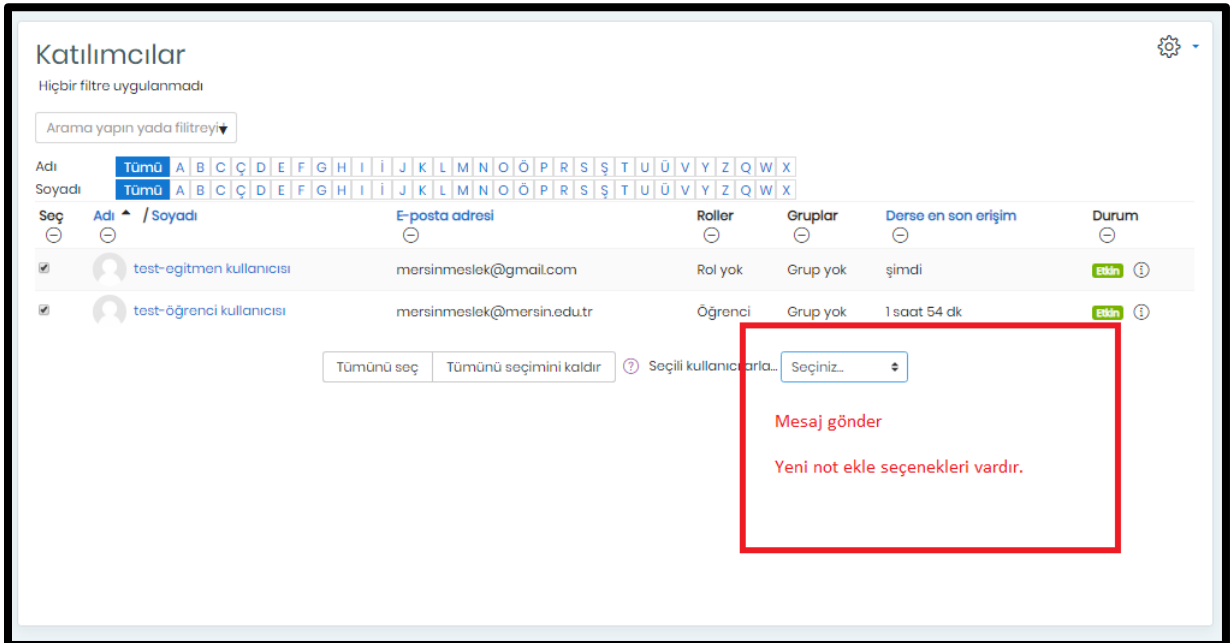 Katılımcılar
Hiçbir filtre uygulanmadı
Arama yapın yada filitreyi
Adı Tümü A B C Ç D E F G H I İ J K L M N O Ö P R S Ş T U Ü V Y Z Q W X
Soyadı Tümü A B C Ç D E F G H I İ J K L M N O Ö P R S Ş T U Ü V Y Z Q W X
Seç Adı / Soyadı E-posta adresi Roller Gruplar Derse en son erişim Durum
test-egitmen kullanıcısı mersinmeslek@gmail.com Rol yok Grup yok şimdi Etkin
test-öğrenci kullanıcısı mersinmeslek@mersin.edu.tr Öğrenci Grup yok 1 saat 54 dk Etkin
Tümünü seç Tümünü seçimini kaldır ? Seçili kullanıcılarla... Seçiniz...
Mesaj gönder
Yeni not ekle seçenekleri vardır.